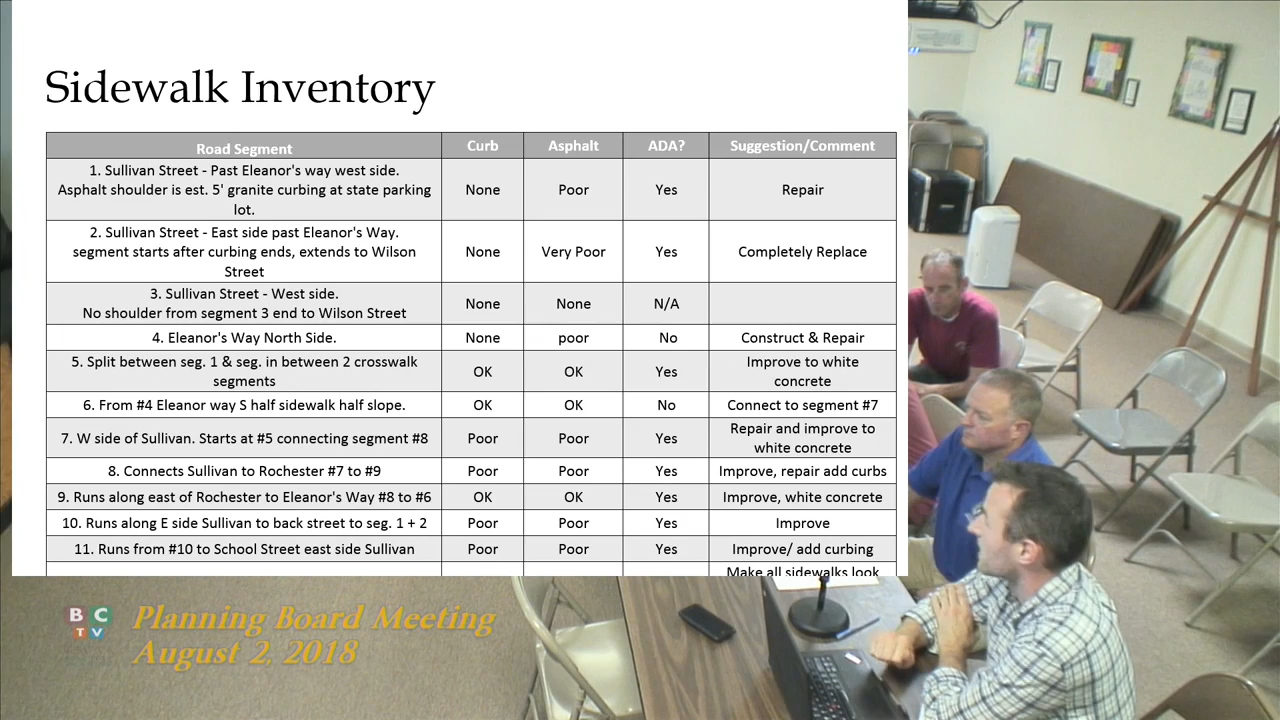 Sidewalk Inventory
Road Segment Curb Asphalt ADA? Suggestion/Comment
1. Sullivan Street - Past Eleanor's way west side.
Asphalt shoulder is est. 5' granite curbing at state parking
lot.
None Poor Yes Repair
2. Sullivan Street - East side past Eleanor's Way.
segment starts after curbing ends, extends to Wilson
Street
None Very Poor Yes Completely Replace
3. Sullivan Street - West side.
No shoulder from segment 3 end to Wilson Street
None None N/A
4. Eleanor's Way North Side. None poor No Construct & Repair
5. Split between seg. 1 & seg. in between 2 crosswalk
segments
OK OK Yes
Improve to white
concrete
6. From #4 Eleanor way S half sidewalk half slope. OK OK No Connect to segment #7
7. W side of Sullivan. Starts at #5 connecting segment #8 Poor Poor Yes
Repair and improve to
white concrete
8. Connects Sullivan to Rochester #7 to #9 Poor Poor Yes Improve, repair add curbs
9. Runs along east of Rochester to Eleanor's Way #8 to #6 OK OK Yes Improve, white concrete
10. Runs along E side Sullivan to back street to seg. 1 + 2 Poor Poor Yes Improve
11. Runs from #10 to School Street east side Sullivan Poor Poor Yes Improve/ add curbing
Make all sidewalks look
B C
TV
Planning Board Meeting
August 2, 2018